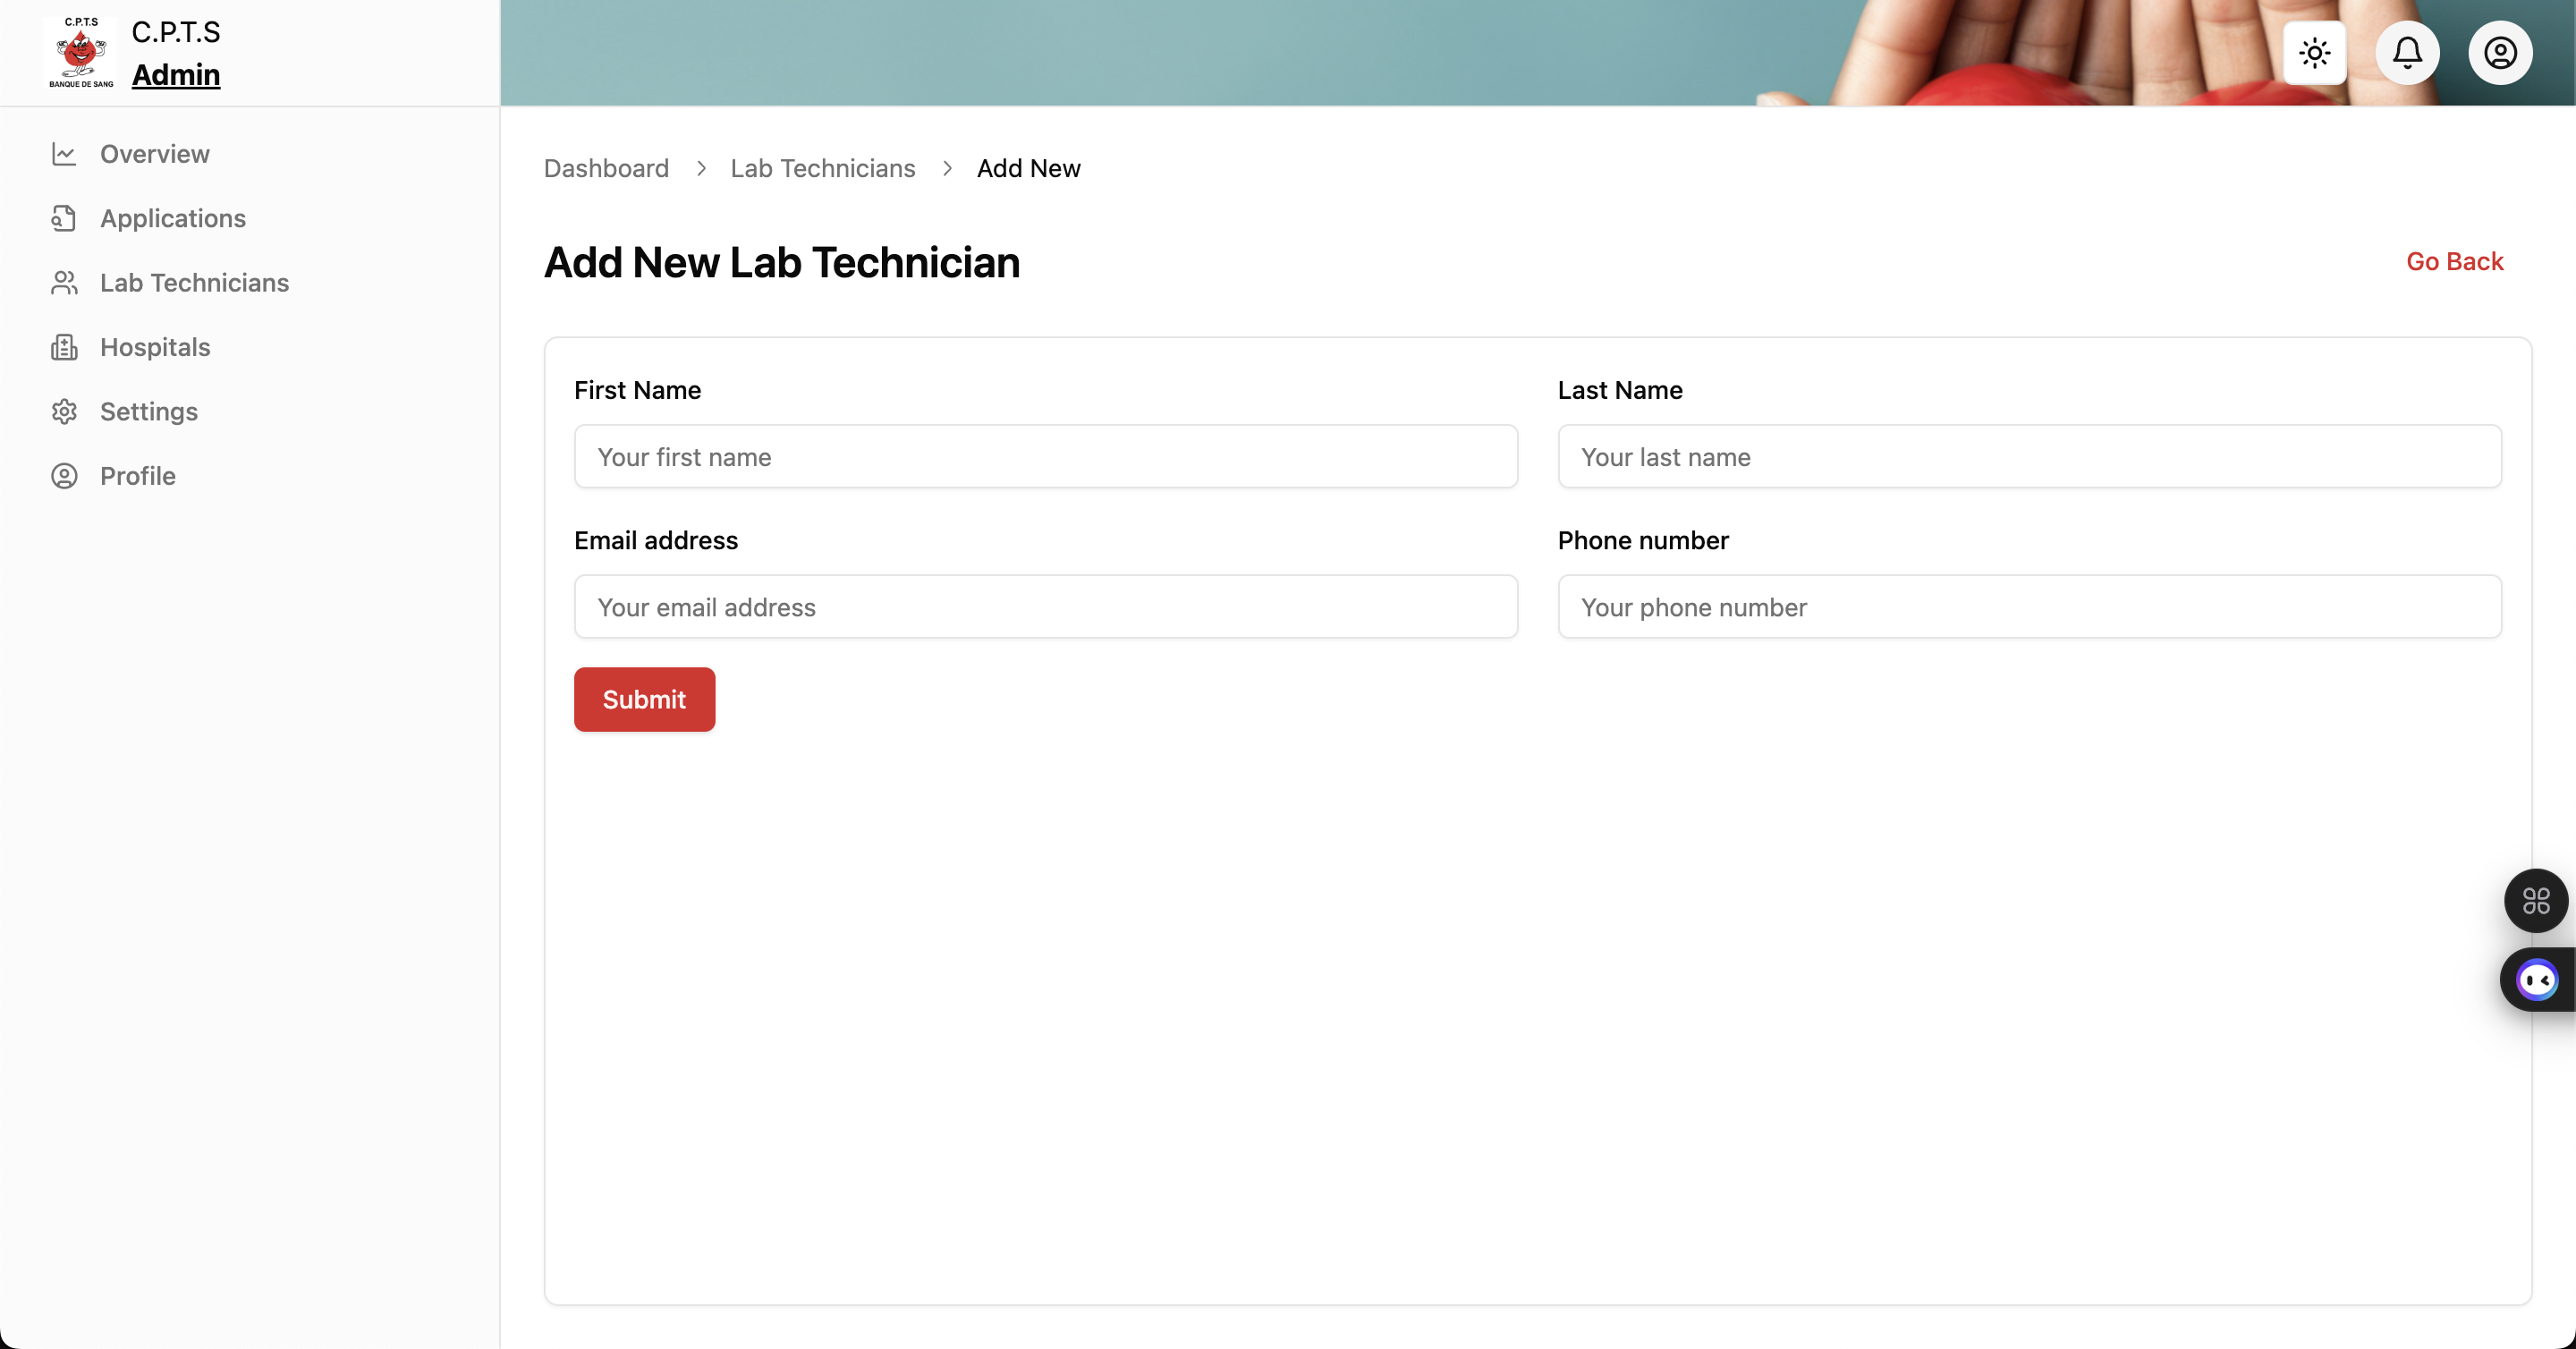 C.P.T.S
BANQUE DE SANG
C.P.T.S
Admin
Overview
Applications
Lab Technicians
Hospitals
Settings
Profile
Dashboard > Lab Technicians > Add New
Add New Lab Technician
Go Back
First Name
Last Name
Your first name
Your last name
Email address
Phone number
Your email address
Your phone number
Submit